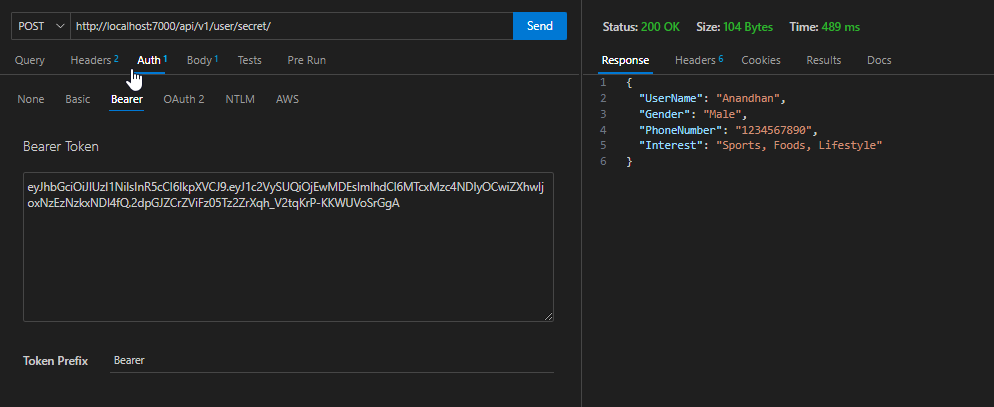 POST http://localhost:7000/api/v1/user/secret/ Send
Query Headers 2 Auth 1 Body 1 Tests Pre Run
None Basic Bearer OAuth 2 NTLM AWS
Bearer Token
eyJhbGciOiJIUzI1NiIsInR5cCI6IkpXVCJ9.eyJ1c2VySUQiOjEwMDEsImlhdCI6MTcxMzc4NDIyOCwiZXhwIj
oxNzEzNzkxNDI4fQ.2dpGJZCrZViFz05Tz2ZrXqh_V2tqKrP-KKWUVoSrGgA
Token Prefix Bearer
Status: 200 OK Size: 104 Bytes Time: 489 ms
Response Headers 6 Cookies Results Docs
1 {
2 "UserName": "Anandhan",
3 "Gender": "Male",
4 "PhoneNumber": "1234567890",
5 "Interest": "Sports, Foods, Lifestyle"
6 }